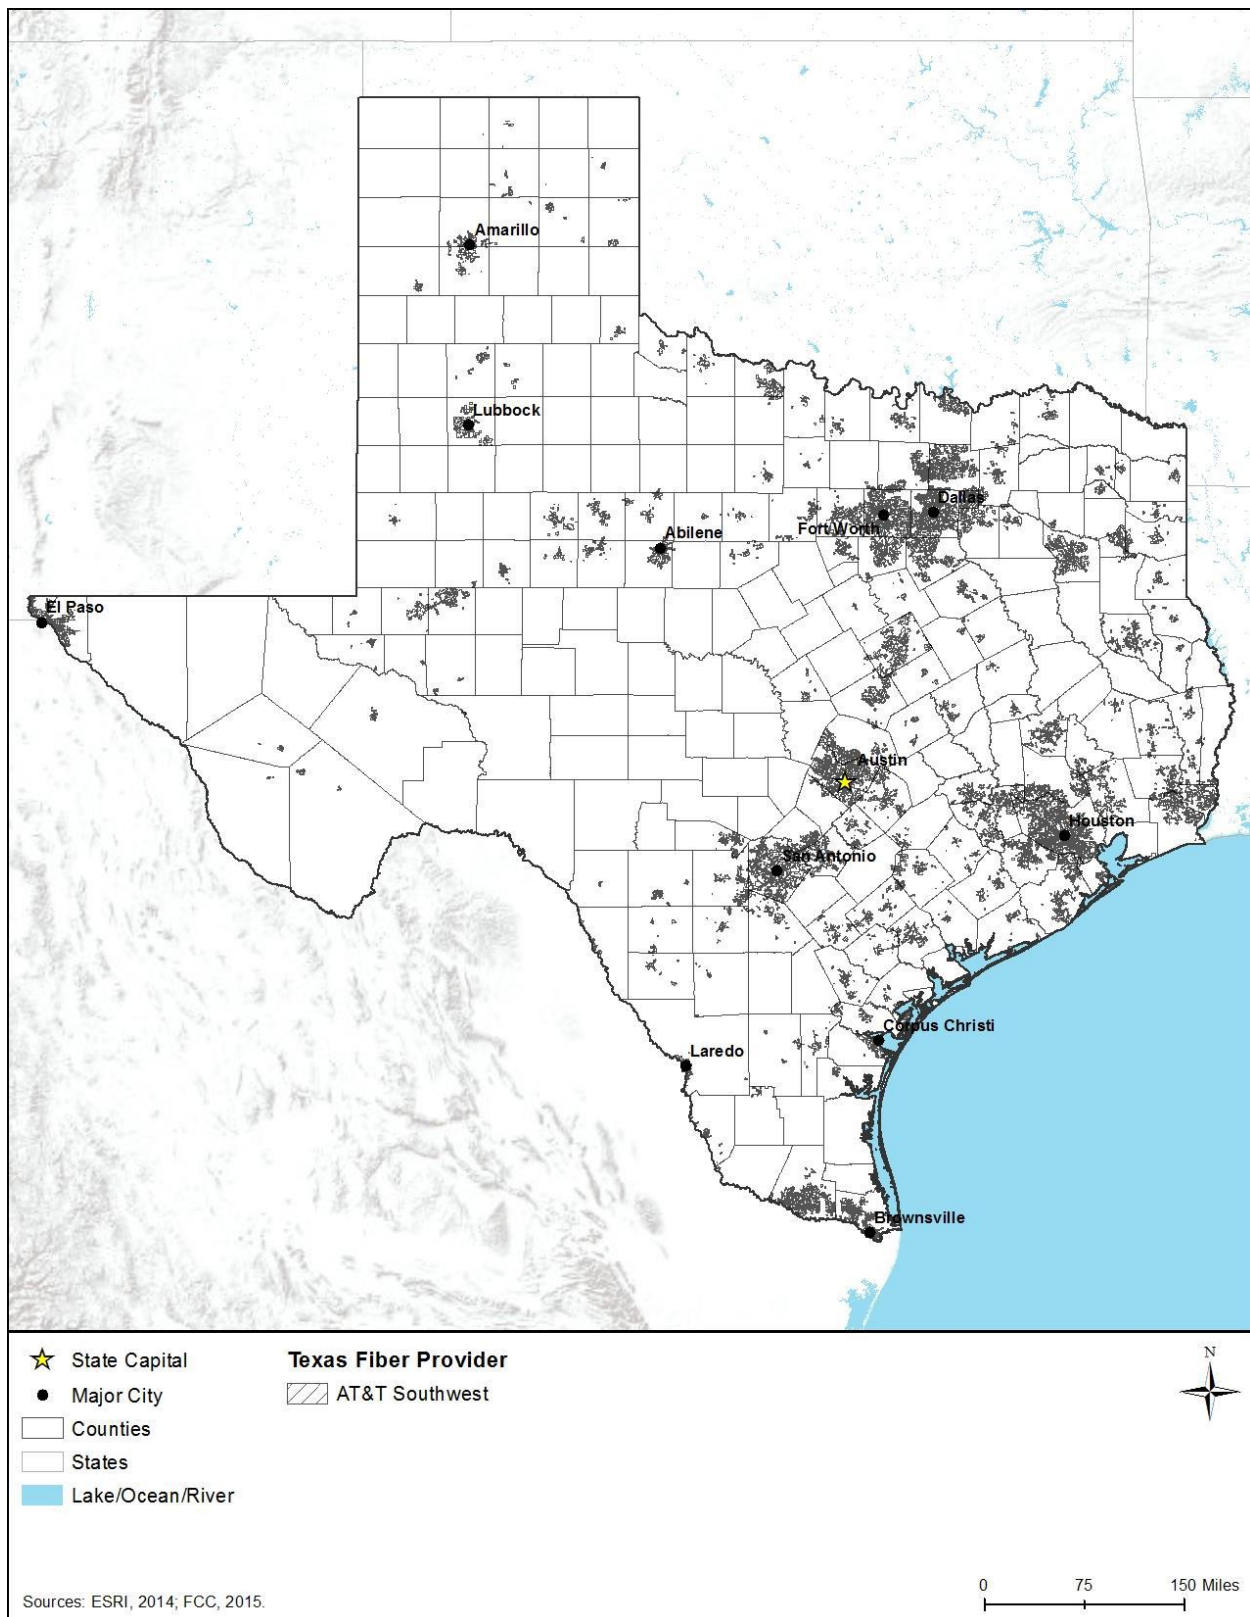 Amarillo
Lubbock
Dallas
Fort Worth
Abilene
El Paso
Austin
Houston
San Antonio
Corpus Christi
Laredo
Brownsville
State Capital
Major City
Counties
States
Lake/Ocean/River
Texas Fiber Provider
AT&T Southwest
N
0 75 150 Miles
Sources: ESRI, 2014; FCC, 2015.